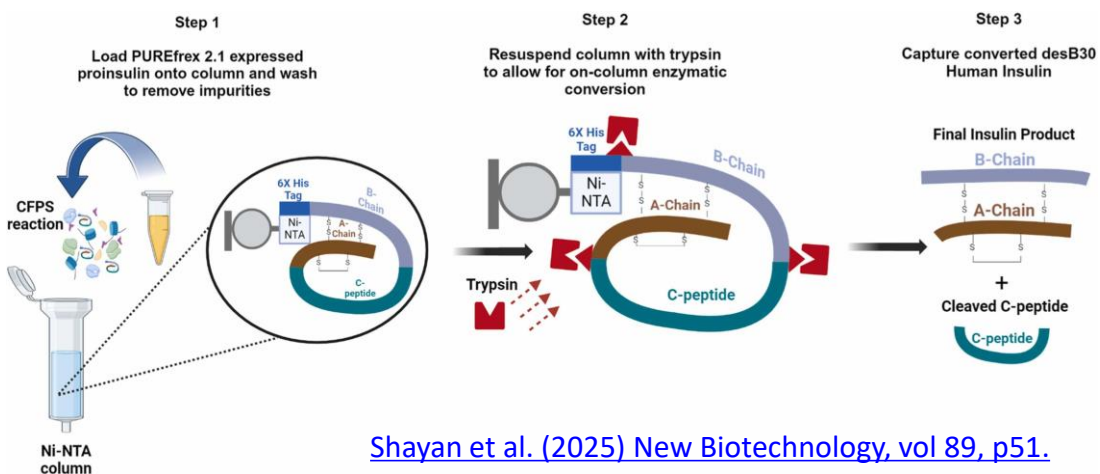 Step 1
Load PUREfrex 2.1 expressed
proinsulin onto column and wash
to remove impurities
CFPS
reaction
Ni-NTA
column
6X His
Tag
Ni-
NTA
B-
Chain
A-
Chain
S
S
S
S
S
S
C-
peptide
Step 2
Resuspend column with trypsin
to allow for on-column enzymatic
conversion
6X His
Tag
Ni-
NTA
B-Chain
S
S
S
S
A-Chain
S
S
Trypsin
C-peptide
Step 3
Capture converted desB30
Human Insulin
Final Insulin Product
B-Chain
S
S
S
S
A-Chain
S
S
+
Cleaved C-peptide
C-peptide
Shayan et al. (2025) New Biotechnology, vol 89, p51.